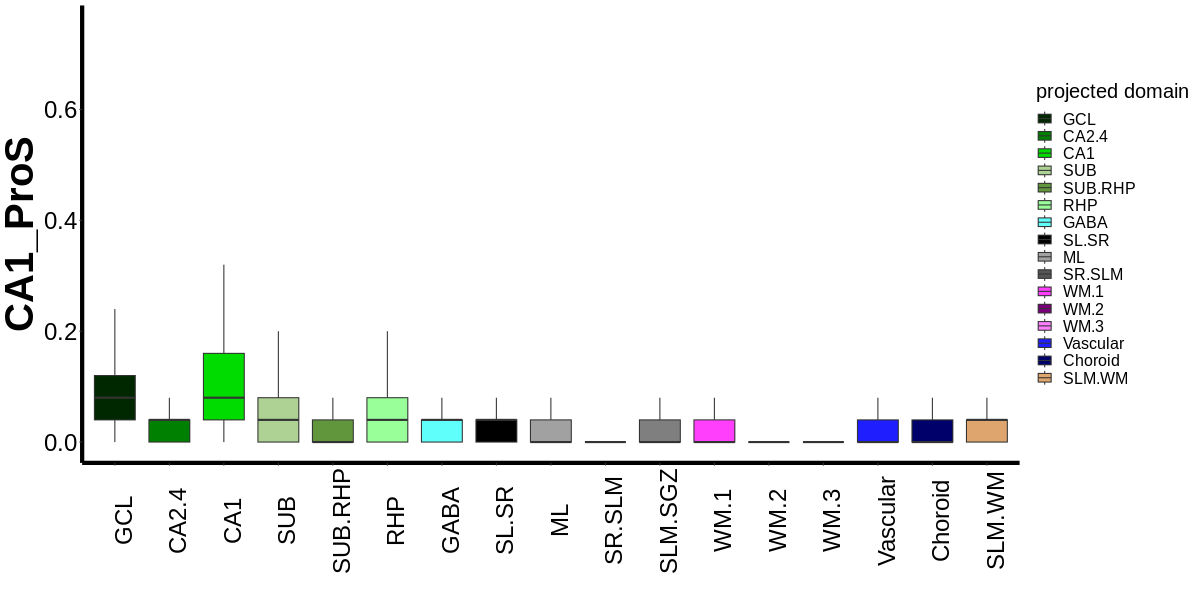 CA1_ProS
0.6
0.4
0.2
0.0
GCL
CA2.4
CA1
SUB
SUB.RHP
RHP
GABA
SL.SR
ML
SR.SLM
SLM.SGZ
WM.1
WM.2
WM.3
Vascular
Choroid
SLM.WM
projected domain
GCL
CA2.4
CA1
SUB
SUB.RHP
RHP
GABA
SL.SR
ML
SR.SLM
WM.1
WM.2
WM.3
Vascular
Choroid
SLM.WM